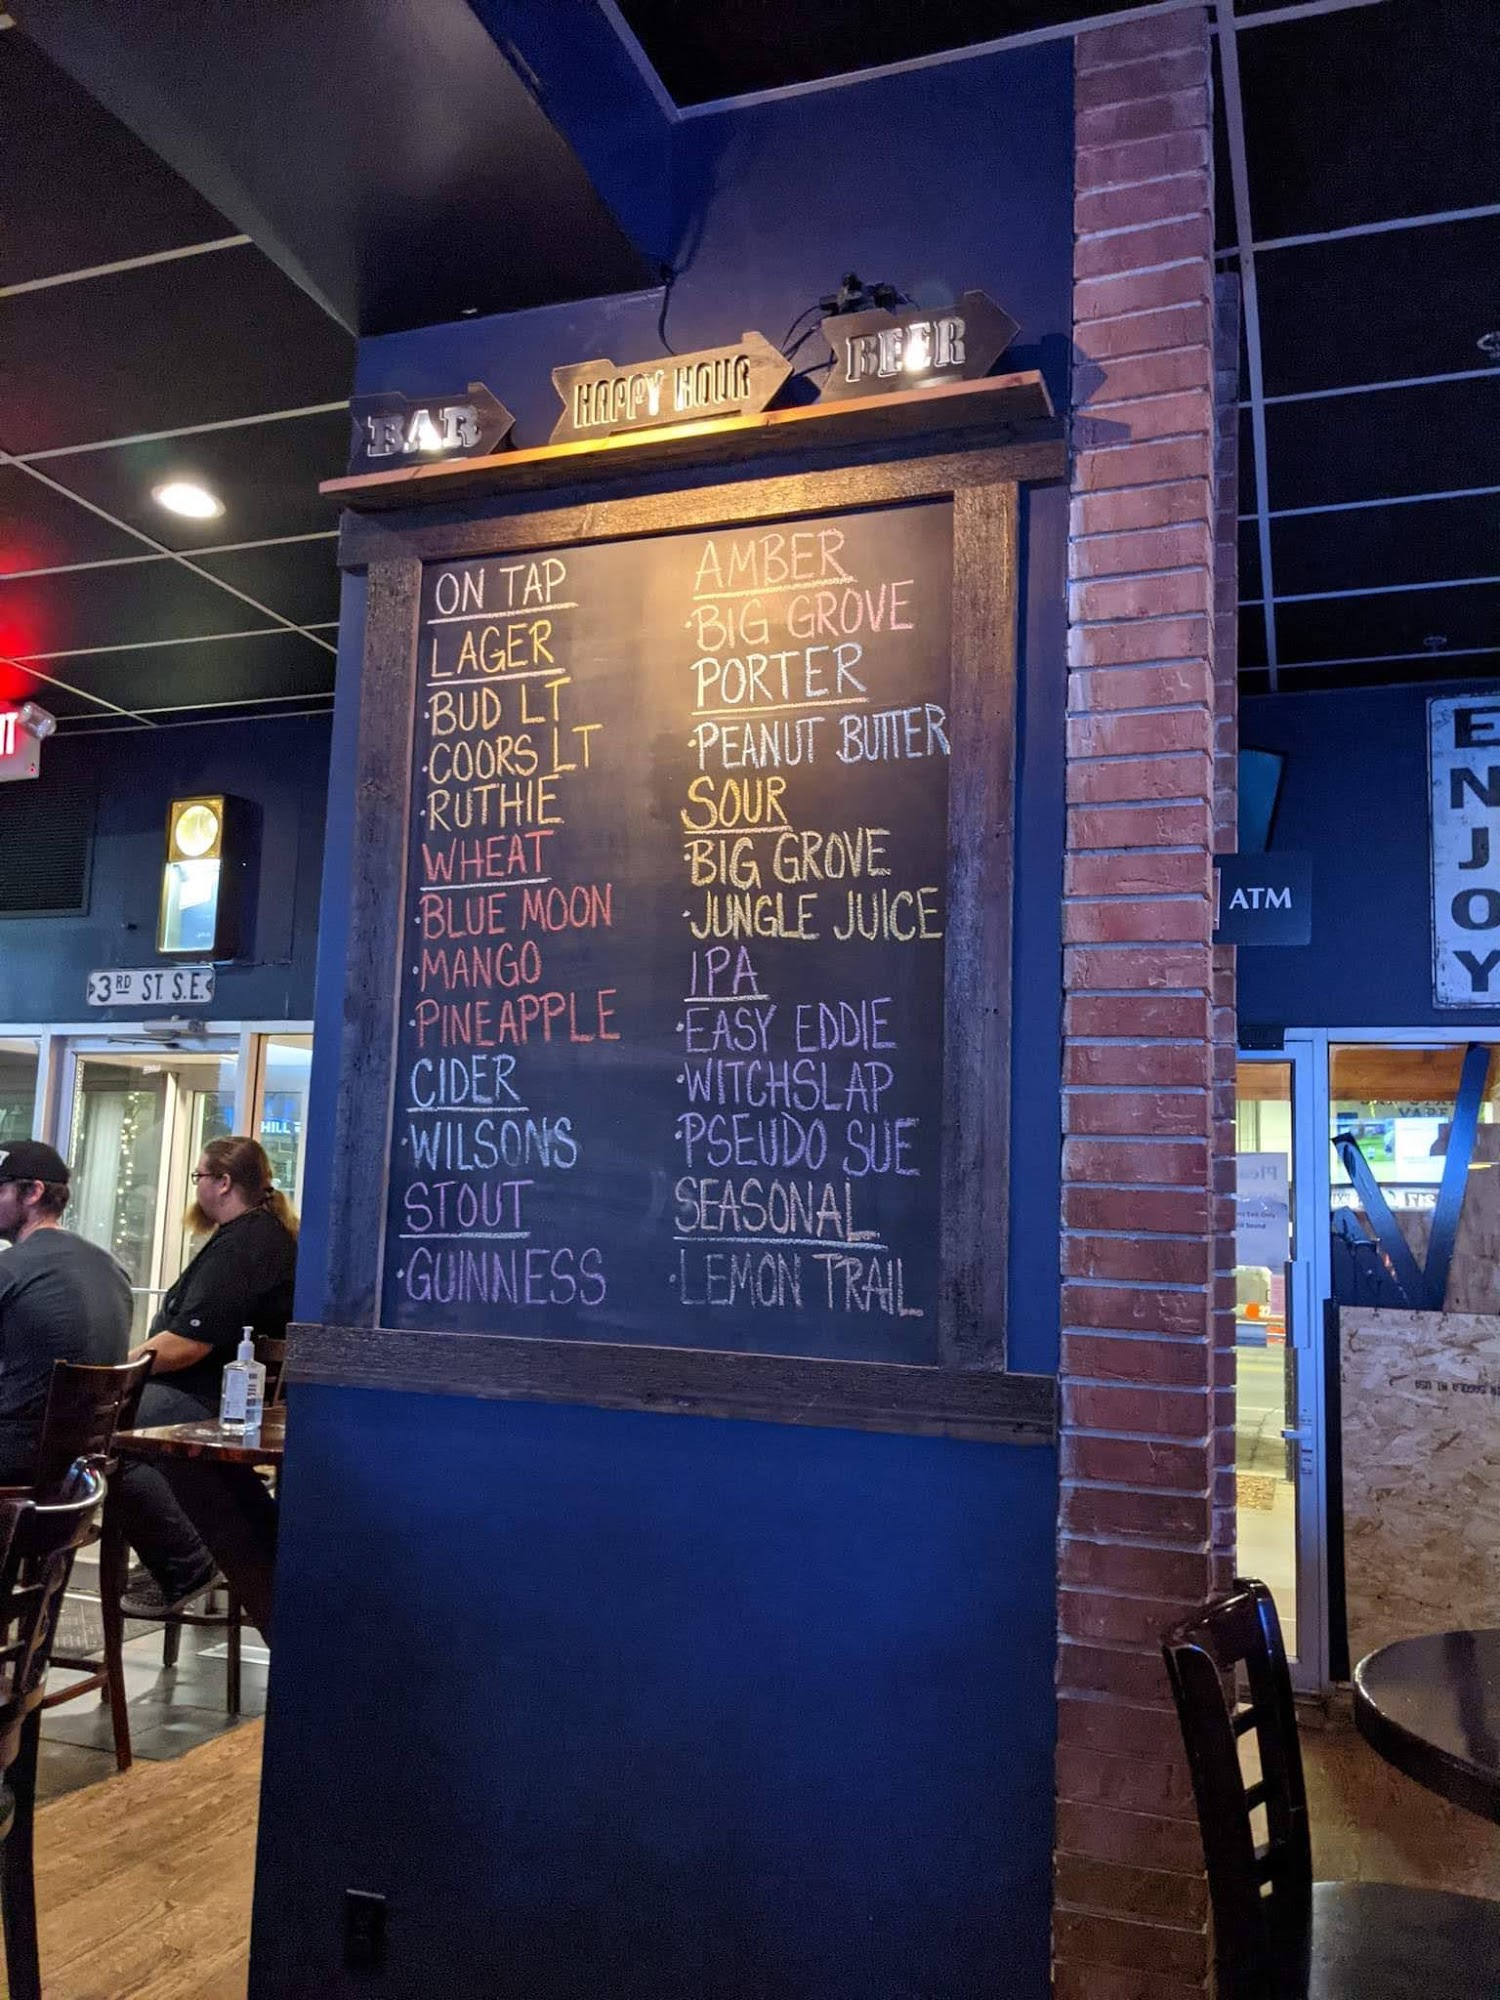 BAR
HAPPY HOUR
BEER
ON TAP
LAGER
·BUD LT
·COORS LT
·RUTHIE
WHEAT
·BLUE MOON
·MANGO
·PINEAPPLE
CIDER
·WILSONS
STOUT
·GUINNESS
AMBER
·BIG GROVE
PORTER
·PEANUT BUTTER
SOUR
·BIG GROVE
·JUNGLE JUICE
IPA
·EASY EDDIE
·WITCHSLAP
·PSEUDO SUE
SEASONAL
·LEMON TRAIL
3RD ST. S.E.
ATM
ENJOY
HILL